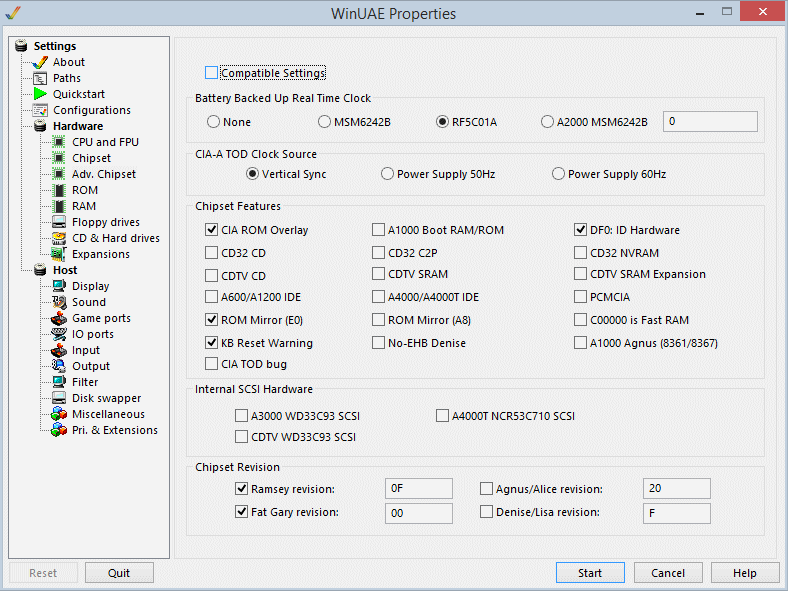 WinUAE Properties
Settings
About
Paths
Quickstart
Configurations
Hardware
CPU and FPU
Chipset
Adv. Chipset
ROM
RAM
Floppy drives
CD & Hard drives
Expansions
Host
Display
Sound
Game ports
IO ports
Input
Output
Filter
Disk swapper
Miscellaneous
Pri. & Extensions
Compatible Settings
Battery Backed Up Real Time Clock
None MSM6242B RF5C01A A2000 MSM6242B 0
CIA-A TOD Clock Source
Vertical Sync Power Supply 50Hz Power Supply 60Hz
Chipset Features
CIA ROM Overlay A1000 Boot RAM/ROM DF0: ID Hardware
CD32 CD CD32 C2P CD32 NVRAM
CDTV CD CDTV SRAM CDTV SRAM Expansion
A600/A1200 IDE A4000/A4000T IDE PCMCIA
ROM Mirror (E0) ROM Mirror (A8) C00000 is Fast RAM
KB Reset Warning No-EHB Denise A1000 Agnus (8361/8367)
CIA TOD bug
Internal SCSI Hardware
A3000 WD33C93 SCSI A4000T NCR53C710 SCSI
CDTV WD33C93 SCSI
Chipset Revision
Ramsey revision: 0F Agnus/Alice revision: 20
Fat Gary revision: 00 Denise/Lisa revision: F
Reset Quit Start Cancel Help